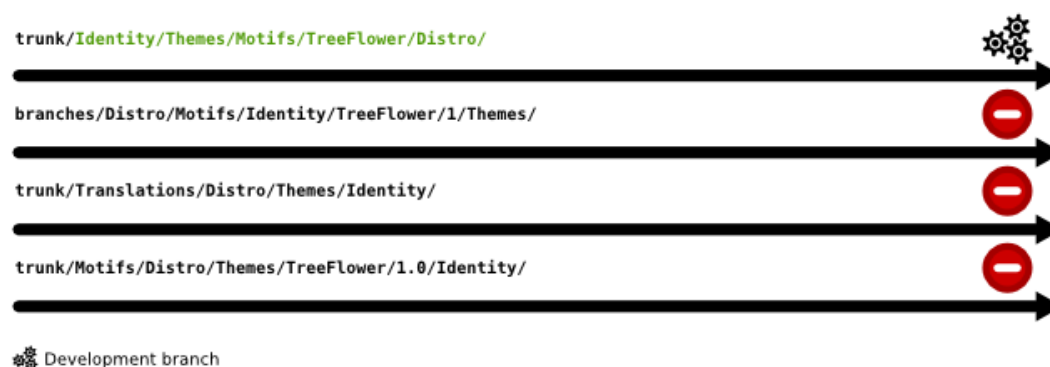 trunk/Identity/Themes/Motifs/TreeFlower/Distro/
branches/Distro/Motifs/Identity/TreeFlower/1/Themes/
trunk/Translations/Distro/Themes/Identity/
trunk/Motifs/Distro/Themes/TreeFlower/1.0/Identity/
Development branch